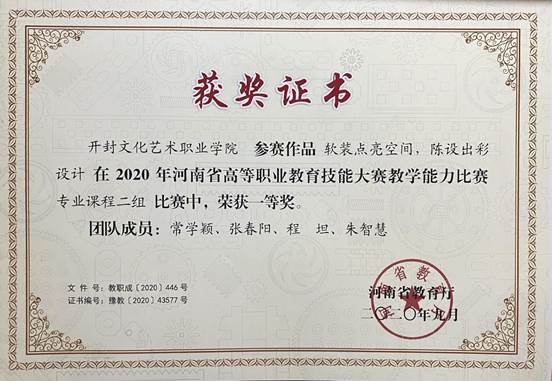 获奖证书
开封文化艺术职业学院 参赛作品 软装点亮空间，陈设出彩
设计 在 2020 年河南省高等职业教育技能大赛教学能力比赛
专业课程二组 比赛中，荣获一等奖。
团队成员：常学颖、张春阳、程 坦、朱智慧
文 件 号：教职成〔2020〕446 号
证书编号：豫教〔2020〕43577 号
河南省教育厅
二〇二〇年九月